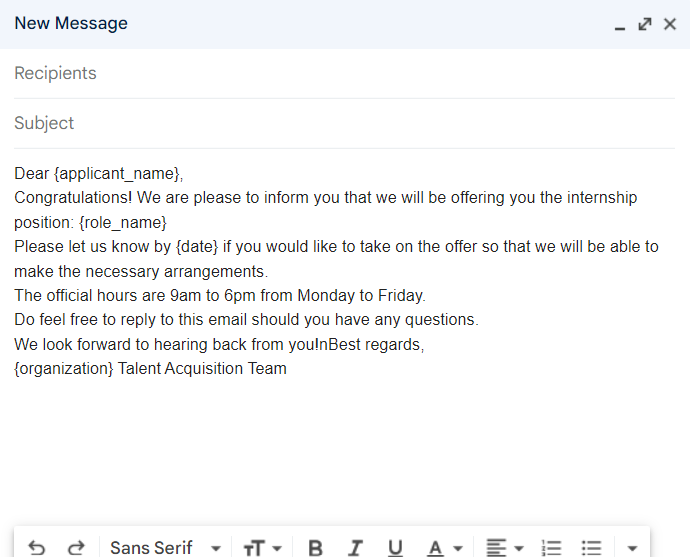 New Message
Recipients
Subject
Dear {applicant_name},
Congratulations! We are please to inform you that we will be offering you the internship
position: {role_name}
Please let us know by {date} if you would like to take on the offer so that we will be able to
make the necessary arrangements.
The official hours are 9am to 6pm from Monday to Friday.
Do feel free to reply to this email should you have any questions.
We look forward to hearing back from you!nBest regards,
{organization} Talent Acquisition Team
Sans Serif